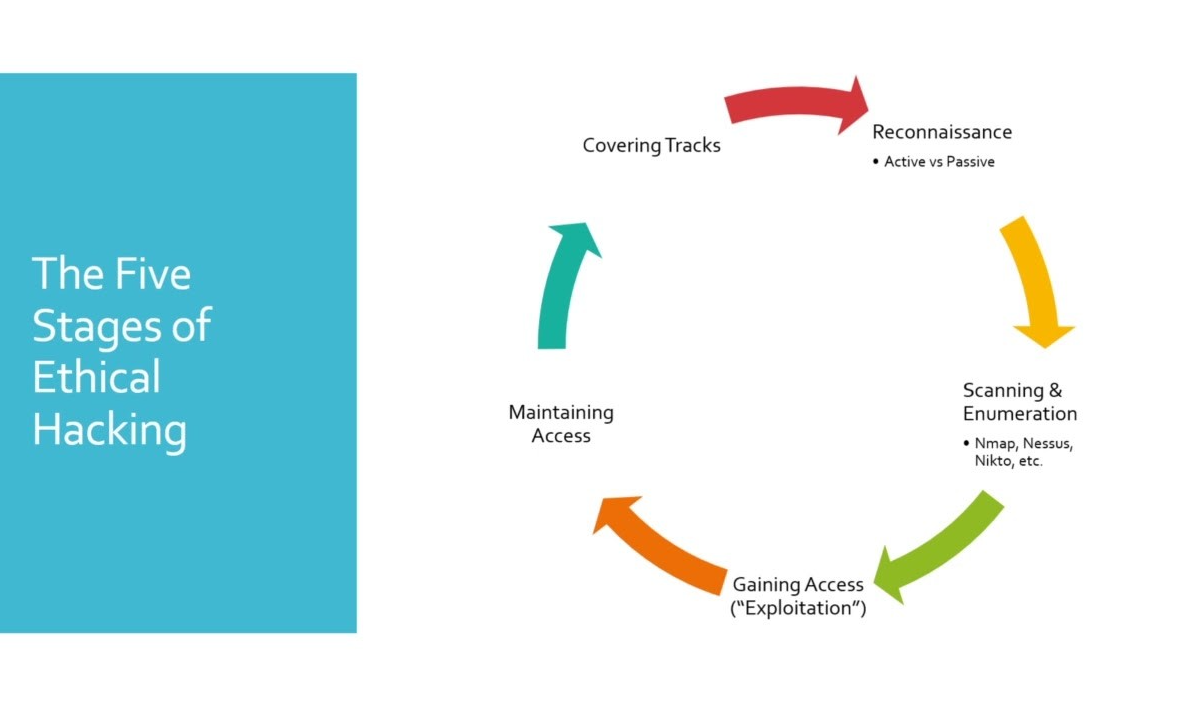 The Five
Stages of
Ethical
Hacking
Covering Tracks
Reconnaissance
• Active vs Passive
Scanning &
Enumeration
• Nmap, Nessus,
Nikto, etc.
Gaining Access
(“Exploitation”)
Maintaining
Access